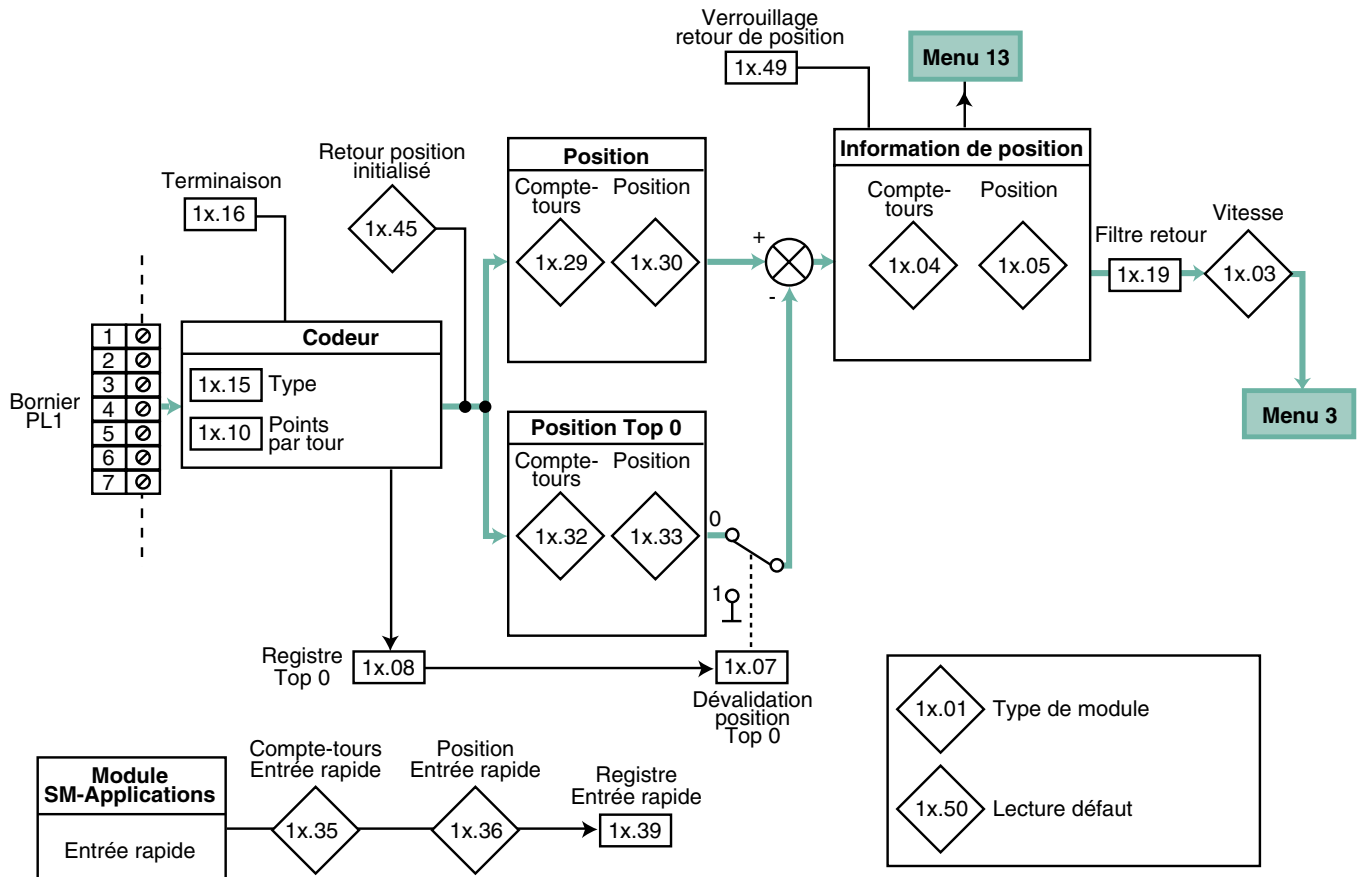 Verrouillage
retour de position
1x.49
Menu 13
Retour position
initialisé
1x.45
Terminaison
1x.16
Position
Compte-
tours
Position
1x.29
1x.30
+
-
Information de position
Compte-
tours
Position
1x.04
1x.05
Filtre retour
1x.19
Vitesse
1x.03
Menu 3
Bornier
PL1
1
2
3
4
5
6
7
Codeur
1x.15 Type
1x.10 Points
par tour
Position Top 0
Compte-
tours
Position
1x.32
1x.33
0
1
Registre
Top 0
1x.08
1x.07
Dévalidation
position
Top 0
Module
SM-Applications
Entrée rapide
Compte-tours
Entrée rapide
1x.35
Position
Entrée rapide
1x.36
Registre
Entrée rapide
1x.39
1x.01 Type de module
1x.50 Lecture défaut